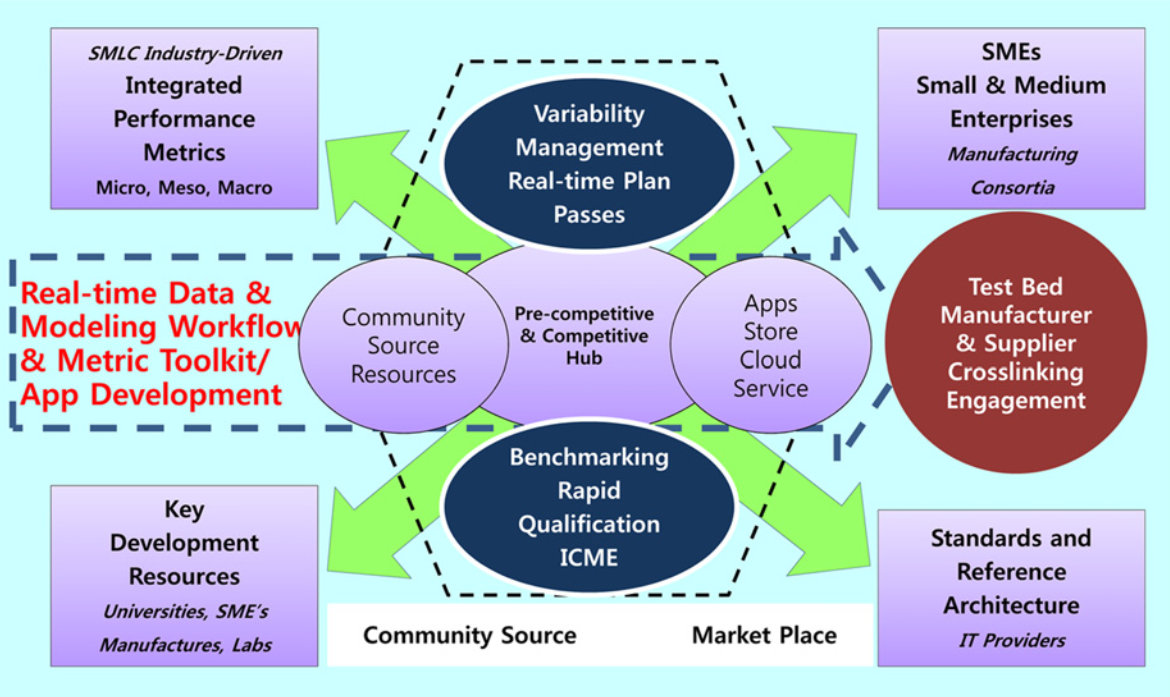 SMLC Industry-Driven
Integrated
Performance
Metrics
Micro, Meso, Macro
Variability
Management
Real-time Plan
Passes
SMEs
Small & Medium
Enterprises
Manufacturing
Consortia
Real-time Data &
Modeling Workflow
& Metric Toolkit/
App Development
Community
Source
Resources
Pre-competitive
& Competitive
Hub
Apps
Store
Cloud
Service
Test Bed
Manufacturer
& Supplier
Crosslinking
Engagement
Key
Development
Resources
Universities, SME's
Manufactures, Labs
Benchmarking
Rapid
Qualification
ICME
Standards and
Reference
Architecture
IT Providers
Community Source
Market Place